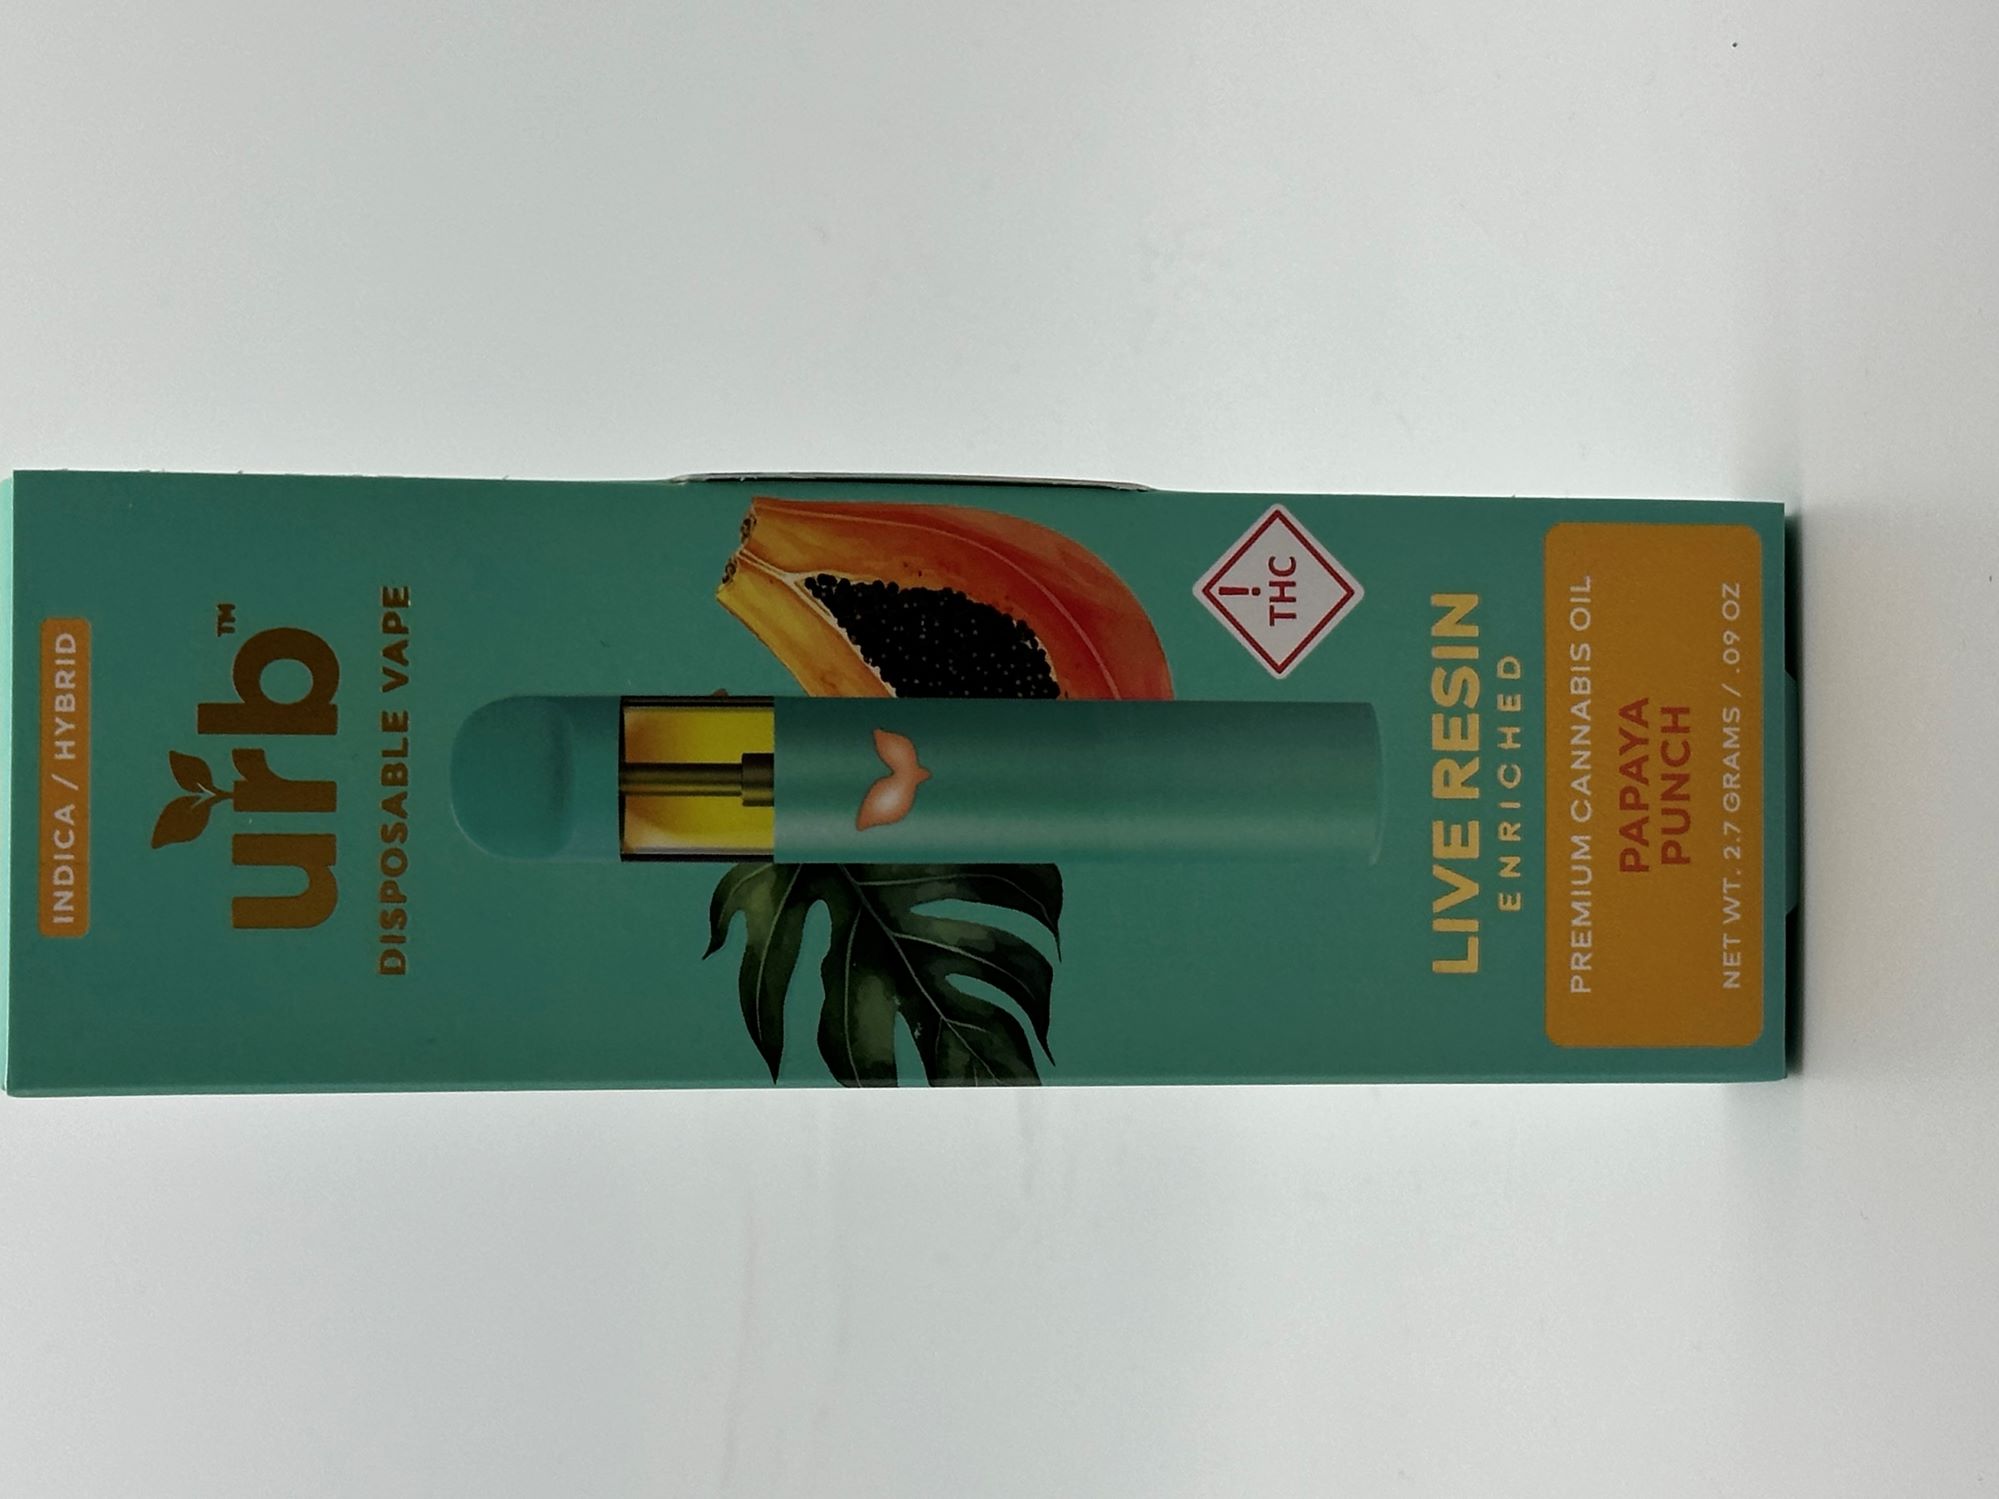 INDICA / HYBRID
urb™
DISPOSABLE VAPE
!
THC
LIVE RESIN
ENRICHED
PREMIUM CANNABIS OIL
PAPAYA
PUNCH
NET WT. 2.7 GRAMS / .09 OZ